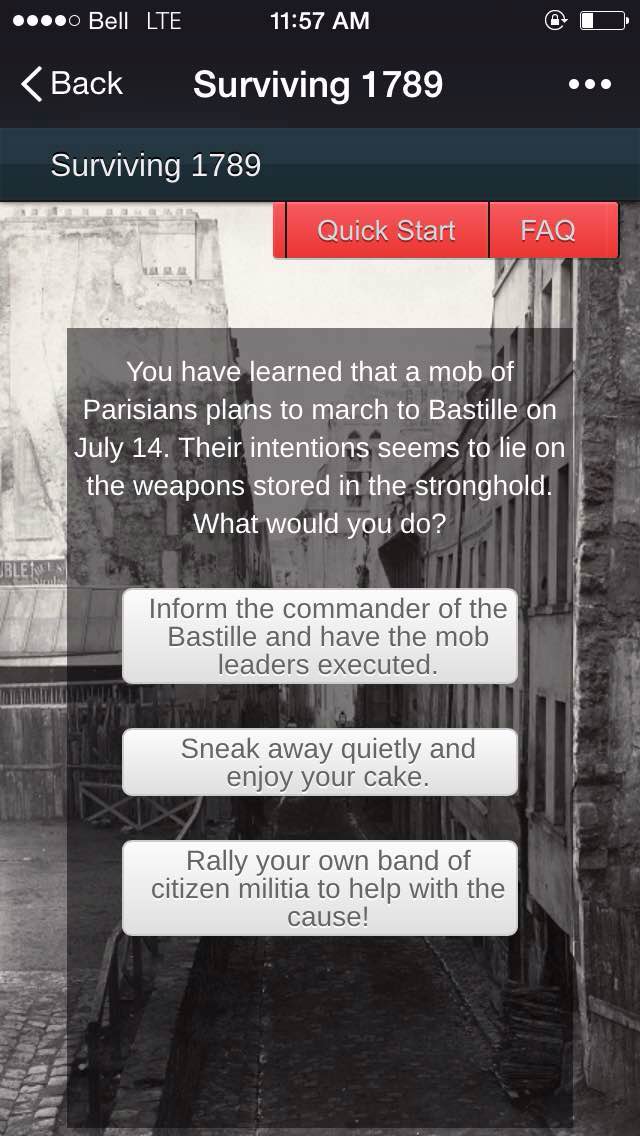 Bell LTE 11:57 AM
Back Surviving 1789
Surviving 1789
Quick Start FAQ
You have learned that a mob of
Parisians plans to march to Bastille on
July 14. Their intentions seems to lie on
the weapons stored in the stronghold.
What would you do?
Inform the commander of the
Bastille and have the mob
leaders executed.
Sneak away quietly and
enjoy your cake.
Rally your own band of
citizen militia to help with the
cause!